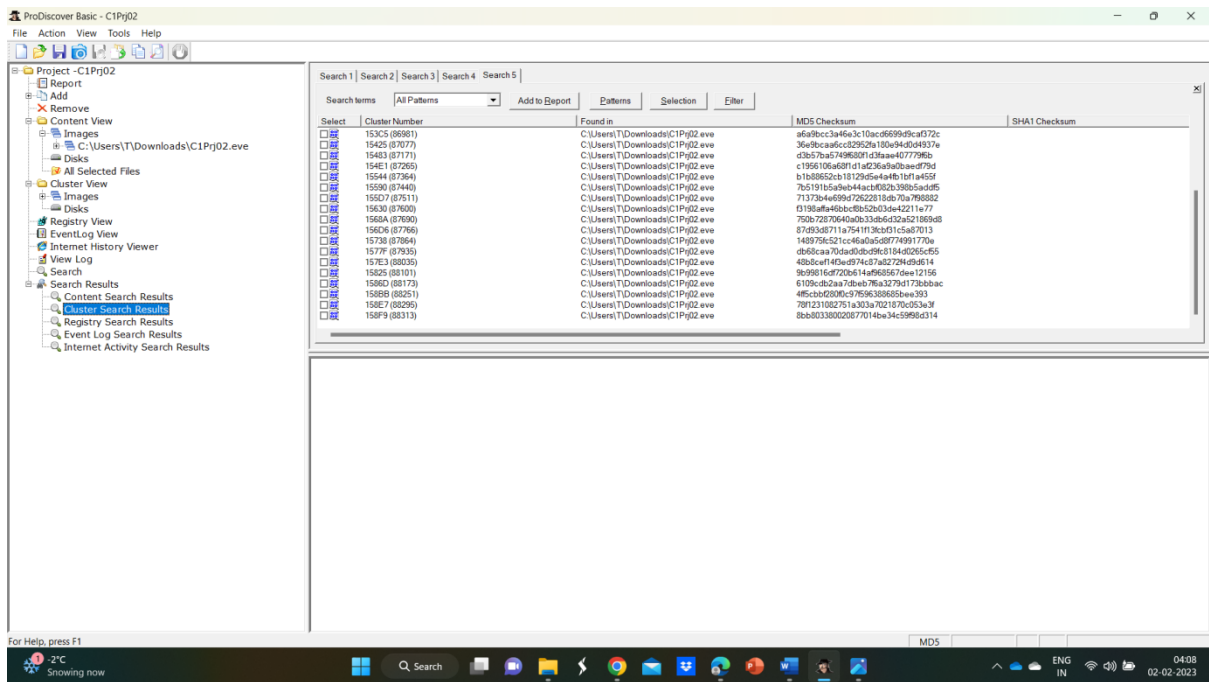 ProDiscover Basic - C1Prj02
File Action View Tools Help
Project -C1Prj02
Report
Add
Remove
Content View
Images
C:\Users\T\Downloads\C1Prj02.eve
Disks
All Selected Files
Cluster View
Images
Disks
Registry View
EventLog View
Internet History Viewer
View Log
Search
Search Results
Content Search Results
Cluster Search Results
Registry Search Results
Event Log Search Results
Internet Activity Search Results
Search 1 Search 2 Search 3 Search 4 Search 5
Search terms All Patterns Add to Report Patterns Selection Filter
Select Cluster Number Found in MD5 Checksum SHA1 Checksum
153C5 (86981) C:\Users\T\Downloads\C1Prj02.eve a6a9bcc3a46e3c10acd6699d9caf372c
15425 (87077) C:\Users\T\Downloads\C1Prj02.eve 36e9bcaa6cc82952fa180e94d0d4937e
15483 (87171) C:\Users\T\Downloads\C1Prj02.eve d3b57ba5749f680f1d3faae407779f6b
154E1 (87265) C:\Users\T\Downloads\C1Prj02.eve c1956106a68f1d1af236a9a0baedf79d
15544 (87364) C:\Users\T\Downloads\C1Prj02.eve b1b88652cb18129d5e4a4fb1bf1a455f
15590 (87440) C:\Users\T\Downloads\C1Prj02.eve 7b5191b5a9eb44acbf082b398b5addf5
155D7 (87511) C:\Users\T\Downloads\C1Prj02.eve 71373b4e699d72622818db70a7f98882
15630 (87600) C:\Users\T\Downloads\C1Prj02.eve f3198affa46bbcf8b52b03de42211e77
1568A (87690) C:\Users\T\Downloads\C1Prj02.eve 750b72870640a0b33db6d32a521869d8
156D6 (87766) C:\Users\T\Downloads\C1Prj02.eve 87d93d8711a7541f13fcbf31c5a87013
15738 (87864) C:\Users\T\Downloads\C1Prj02.eve 148975fc521cc46a0a5d8f774991770e
1577F (87935) C:\Users\T\Downloads\C1Prj02.eve db68caa70dad0dbd9fc8184d0265cf55
157E3 (88035) C:\Users\T\Downloads\C1Prj02.eve 48b8cef14f3ed974c87a8272f4d9d614
15825 (88101) C:\Users\T\Downloads\C1Prj02.eve 9b99816df720b614af968567dee12156
1586D (88173) C:\Users\T\Downloads\C1Prj02.eve 6109cdb2aa7dbeb7f6a3279d173bbbac
158BB (88251) C:\Users\T\Downloads\C1Prj02.eve 4ff5cbbf280f0c97f596388685bee393
158E7 (88295) C:\Users\T\Downloads\C1Prj02.eve 78f1231082751a303a7021870c053e3f
158F9 (88313) C:\Users\T\Downloads\C1Prj02.eve 8bb803380020877014be34c59f98d314
For Help, press F1
MD5
1
-2°C
Snowing now
Search
ENG
IN
04:08
02-02-2023